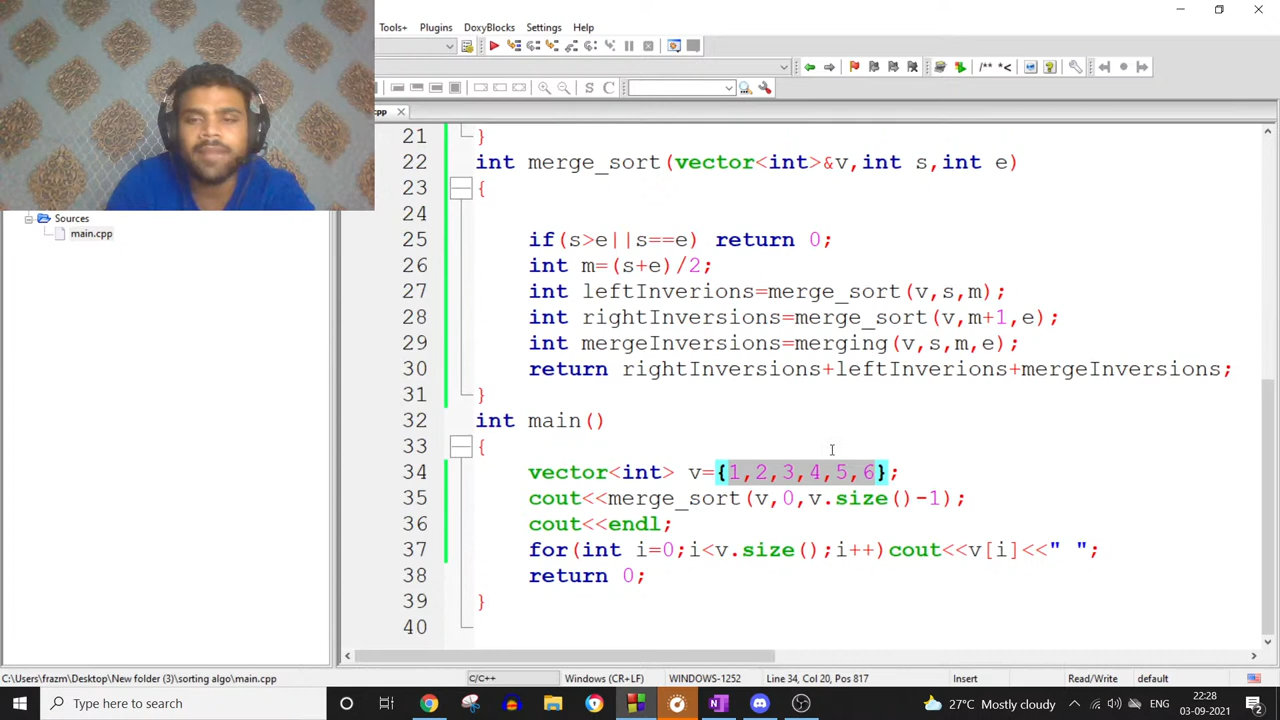 Tools+ Plugins DoxyBlocks Settings Help
/** *<
S C
cpp
Sources
main.cpp
21 }
22 int merge_sort(vector<int>&v,int s,int e)
23 {
24
25 if(s>e||s==e) return 0;
26 int m=(s+e)/2;
27 int leftInverions=merge_sort(v,s,m);
28 int rightInversions=merge_sort(v,m+1,e);
29 int mergeInversions=merging(v,s,m,e);
30 return rightInversions+leftInverions+mergeInversions;
31 }
32 int main()
33 {
34 vector<int> v={1,2,3,4,5,6};
35 cout<<merge_sort(v,0,v.size()-1);
36 cout<<endl;
37 for(int i=0;i<v.size();i++)cout<<v[i]<<" ";
38 return 0;
39 }
40
C:\Users\frazm\Desktop\New folder (3)\sorting algo\main.cpp C/C++ Windows (CR+LF) WINDOWS-1252 Line 34, Col 20, Pos 817 Insert Read/Write default
Type here to search 27°C Mostly cloudy ENG 22:28
03-09-2021